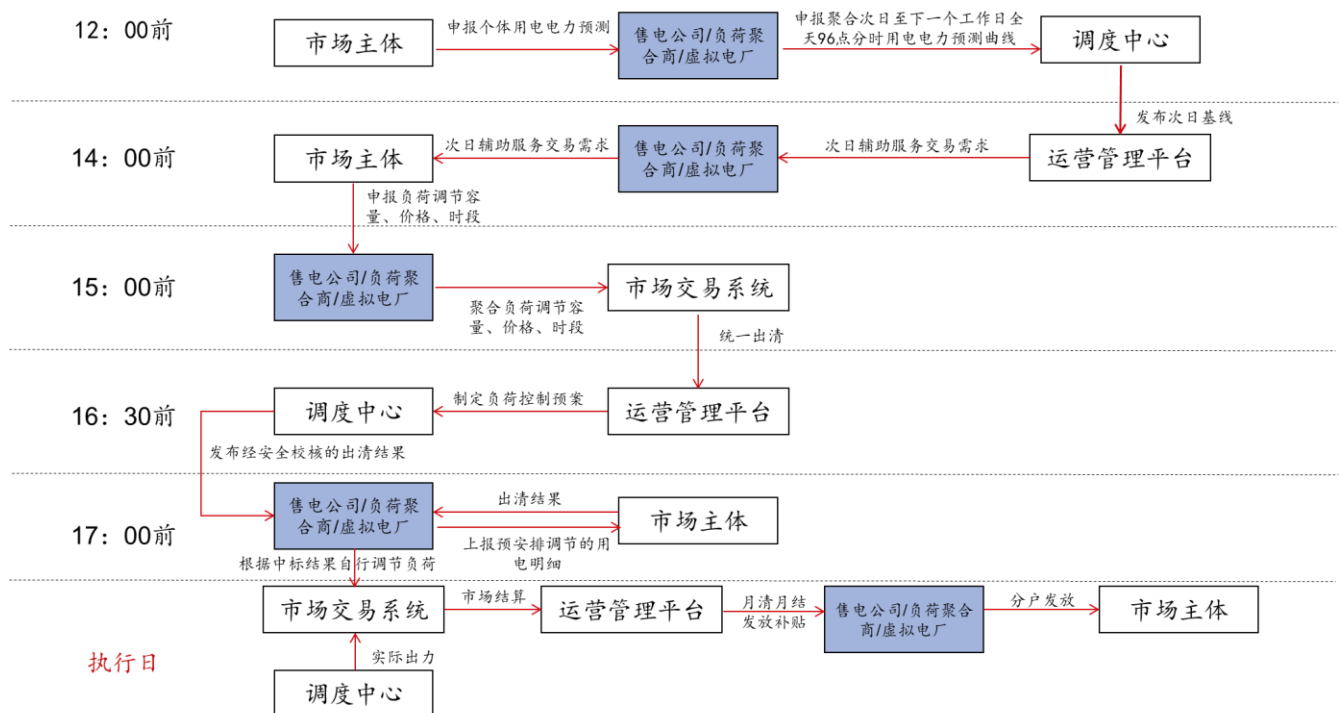 12：00前
市场主体
申报个体用电电力预测
售电公司/负荷聚
合商/虚拟电厂
申报聚合次日至下一个工作日全
天96点分时用电电力预测曲线
调度中心
发布次日基线
14：00前
市场主体
次日辅助服务交易需求
售电公司/负荷聚
合商/虚拟电厂
次日辅助服务交易需求
运营管理平台
申报负荷调节容
量、价格、时段
15：00前
售电公司/负荷聚
合商/虚拟电厂
聚合负荷调节容
量、价格、时段
市场交易系统
统一出清
16：30前
调度中心
制定负荷控制预案
运营管理平台
发布经安全校核的出清结果
17：00前
售电公司/负荷聚
合商/虚拟电厂
出清结果
上报预安排调节的用
电明细
市场主体
根据中标结果自行调节负荷
执行日
市场交易系统
市场结算
运营管理平台
月清月结
发放补贴
售电公司/负荷聚合
商/虚拟电厂
分户发放
市场主体
实际出力
调度中心